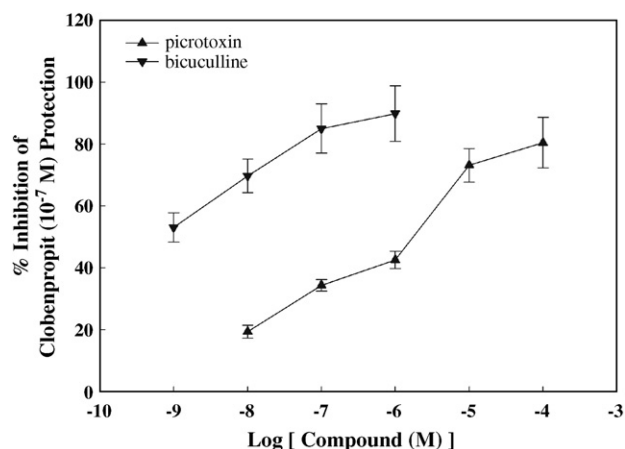 120
100
80
60
40
20
0
% Inhibition of
Clobenpropit (10⁻⁷ M) Protection
picrotoxin
bicuculline
-10 -9 -8 -7 -6 -5 -4 -3
Log [ Compound (M) ]